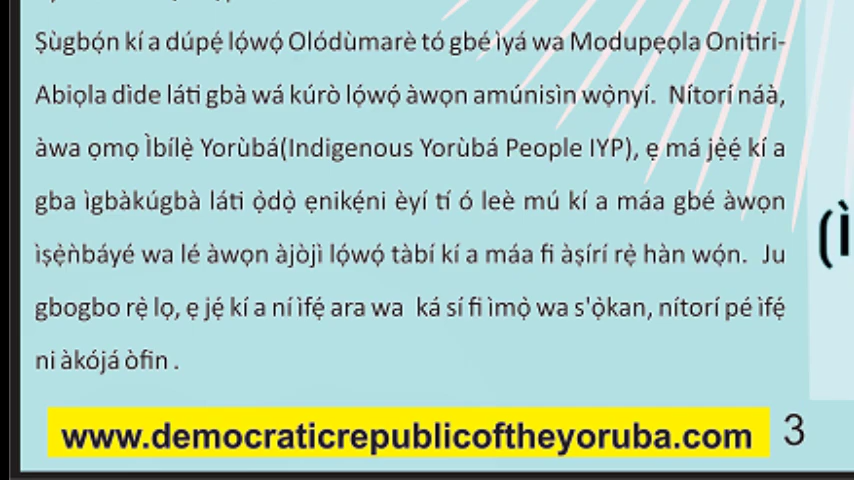 Ṣùgbọ́n kí a dúpẹ́ lọ́wọ́ Olódùmarè tó gbé ìyá wa Modupẹọla Onitiri-
Abiọla dìde láti gbà wá kúrò lọ́wọ́ àwọn amúnisìn wọ̀nyí. Nítorí náà,
àwa ọmọ Ìbílẹ̀ Yorùbá(Indigenous Yorùbá People IYP), ẹ má jẹ̀ẹ́ kí a
gba ìgbàkúgbà láti ọ̀dọ̀ ẹnikẹ́ni èyí tí ó leè mú kí a máa gbé àwọn
ìṣẹ̀ǹbáyé wa lé àwọn àjòjì lọ́wọ́ tàbí kí a máa fi àṣírí rẹ̀ hàn wọ́n. Ju
gbogbo rẹ̀ lọ, ẹ jẹ́ kí a ní ìfẹ́ ara wa ká sí fi ìmọ̀ wa s'ọ̀kan, nítorí pé ìfẹ́
ni àkójá òfin .
www.democraticrepublicoftheyoruba.com 3
(Ì